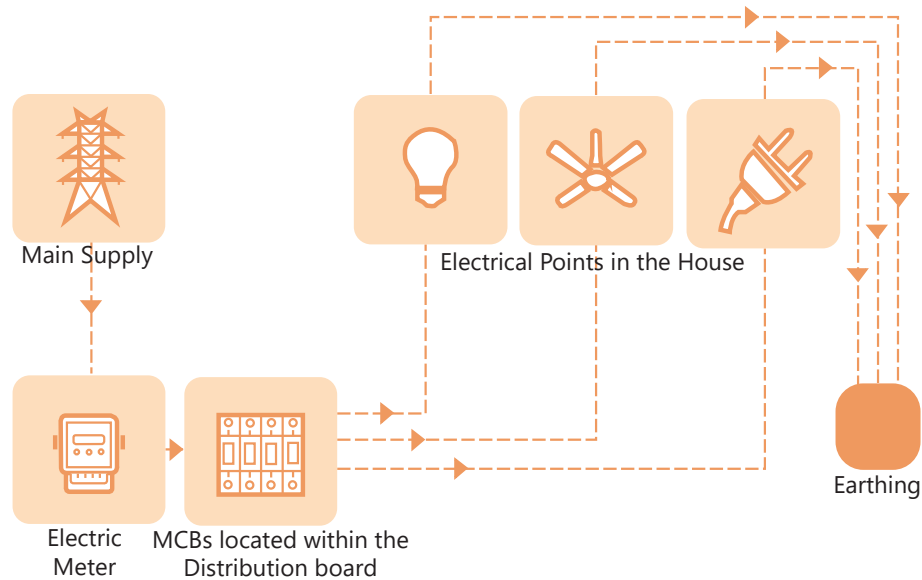 Main Supply
Electrical Points in the House
Earthing
Electric
Meter
MCBs located within the
Distribution board